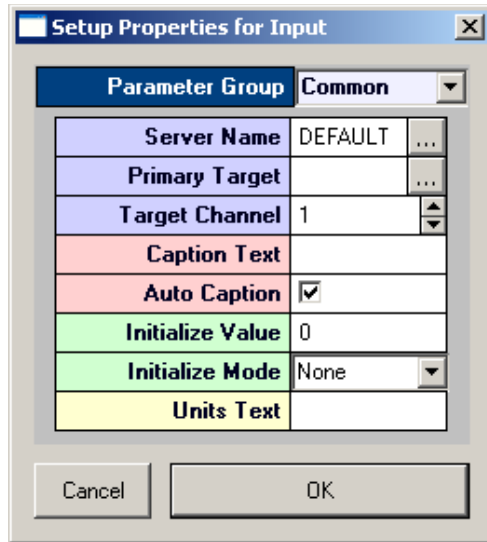 Setup Properties for Input
Parameter Group Common
Server Name DEFAULT ...
Primary Target ...
Target Channel 1
Caption Text
Auto Caption
Initialize Value 0
Initialize Mode None
Units Text
Cancel OK